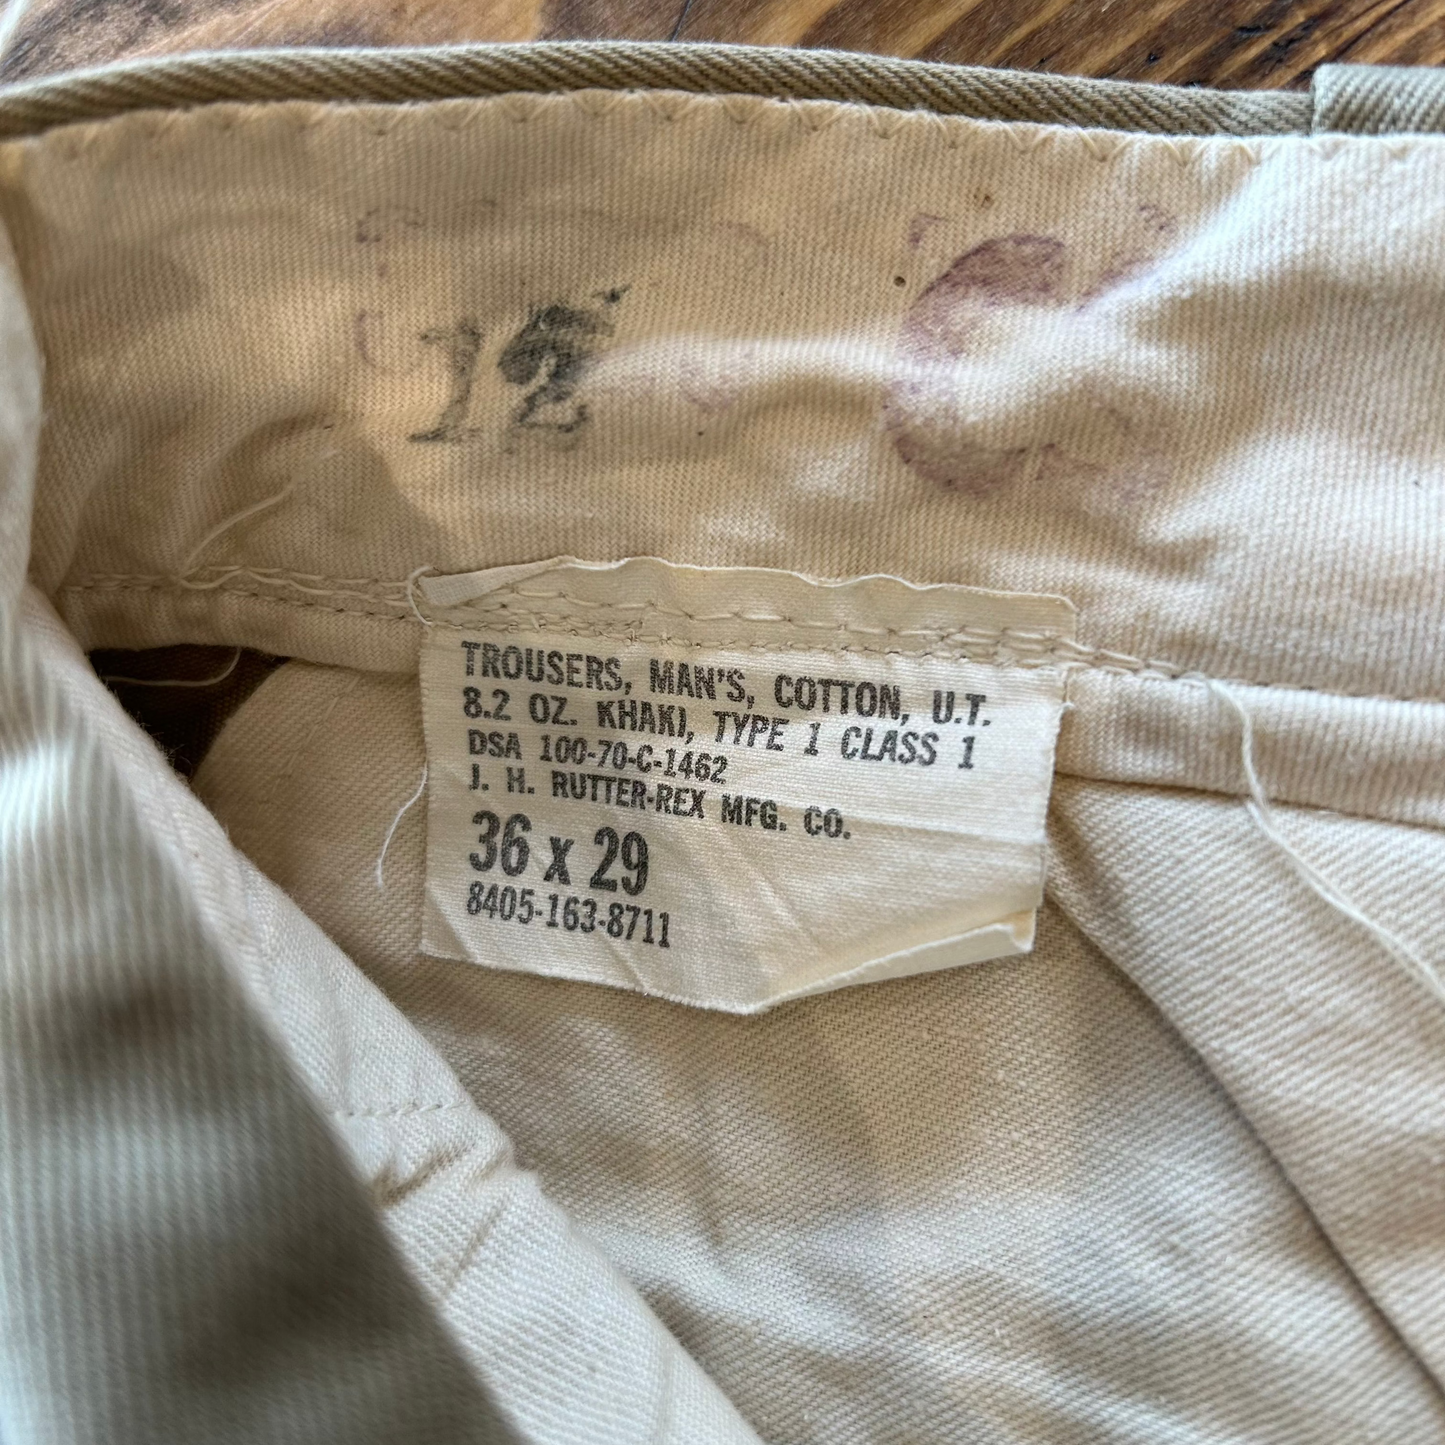 12
TROUSERS, MAN'S, COTTON, U.T.
8.2 OZ. KHAKI, TYPE 1 CLASS 1
DSA 100-70-C-1462
J. H. RUTTER-REX MFG. CO.
36 x 29
8405-163-8711